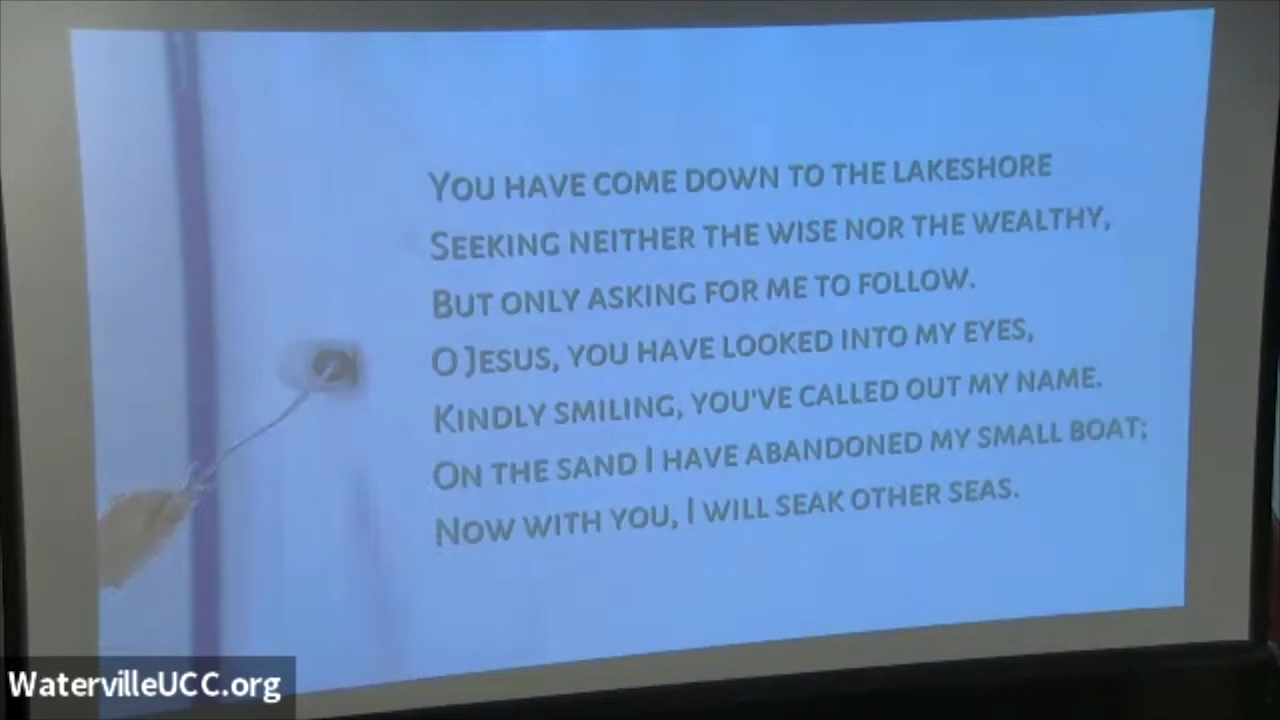 You have come down to the lakeshore
Seeking neither the wise nor the wealthy,
But only asking for me to follow.
O Jesus, you have looked into my eyes,
Kindly smiling, you've called out my name.
On the sand I have abandoned my small boat;
Now with you, I will seak other seas.
WatervilleUCC.org